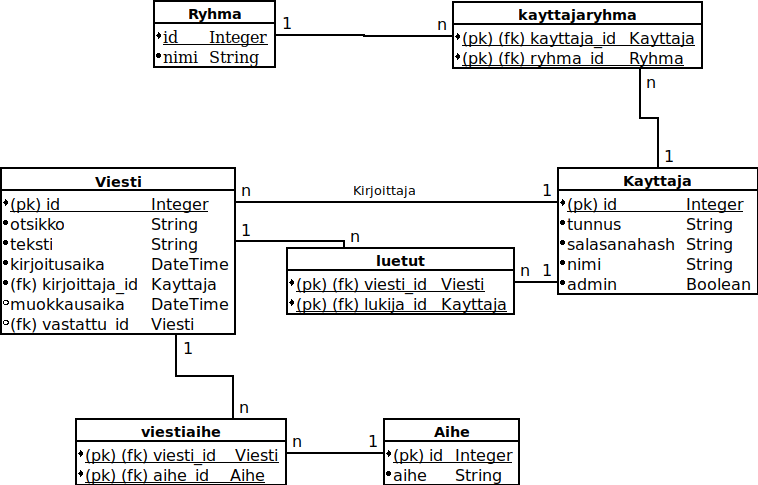 Ryhma
id Integer
nimi String
1
n
kayttajaryhma
(pk) (fk) kayttaja_id Kayttaja
(pk) (fk) ryhma_id Ryhma
n
1
Viesti
(pk) id Integer
otsikko String
teksti String
kirjoitusaika DateTime
(fk) kirjoittaja_id Kayttaja
muokkausaika DateTime
(fk) vastattu_id Viesti
n
Kirjoittaja
1
Kayttaja
(pk) id Integer
tunnus String
salasanahash String
nimi String
admin Boolean
1
n
luetut
(pk) (fk) viesti_id Viesti
(pk) (fk) lukija_id Kayttaja
n
1
1
n
viestiaihe
(pk) (fk) viesti_id Viesti
(pk) (fk) aihe_id Aihe
n
1
Aihe
(pk) id Integer
aihe String